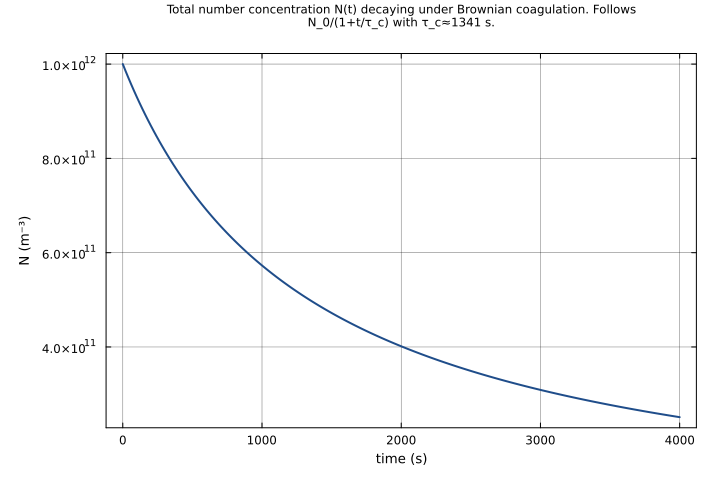 Total number concentration N(t) decaying under Brownian coagulation. Follows
N_0/(1+t/τ_c) with τ_c≈1341 s.
1.0×10¹²
8.0×10¹¹
6.0×10¹¹
4.0×10¹¹
N (m⁻³)
0 1000 2000 3000 4000
time (s)